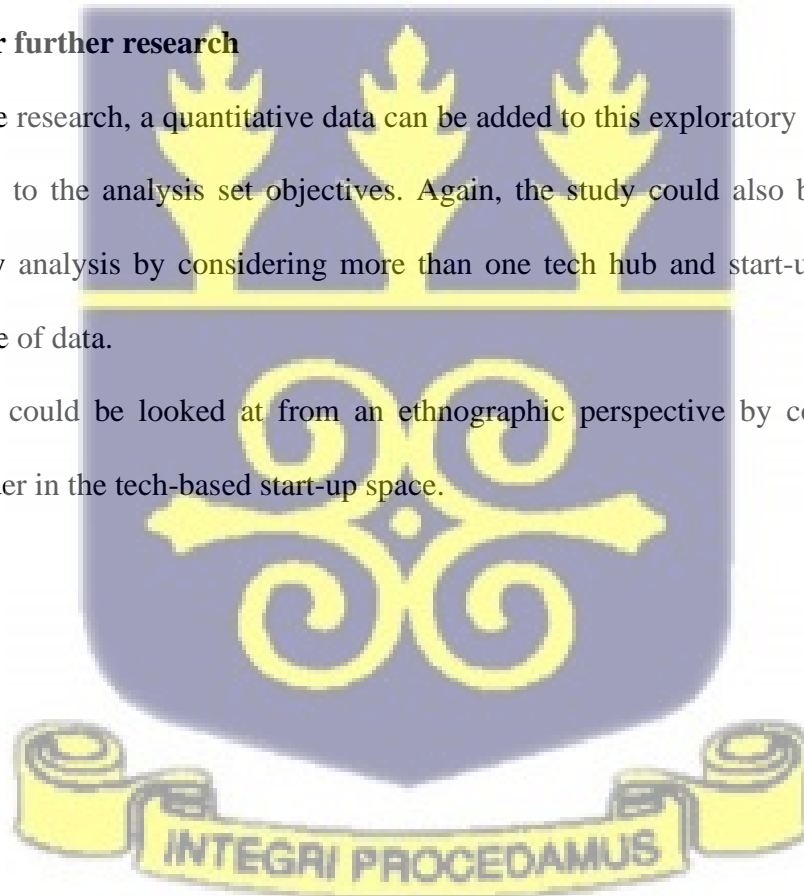 r further research
e research, a quantitative data can be added to this exploratory
to the analysis set objectives. Again, the study could also b
y analysis by considering more than one tech hub and start-u
e of data.
could be looked at from an ethnographic perspective by co
er in the tech-based start-up space.
INTEGRI PROCEDAMUS